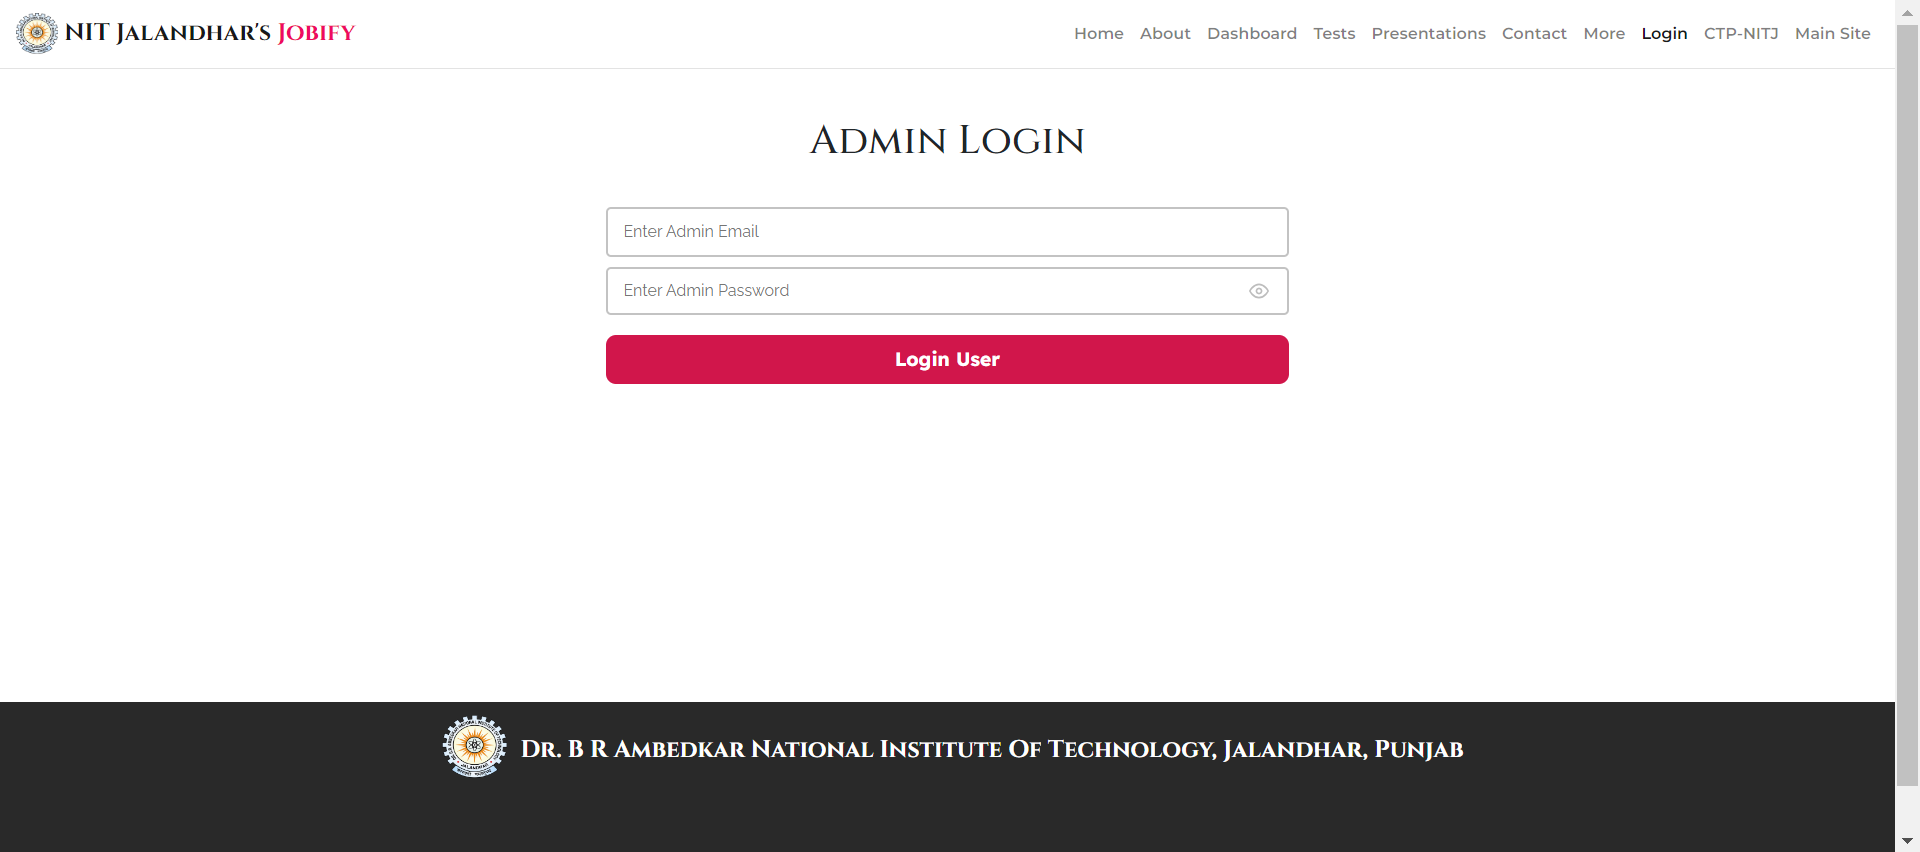 NIT Jalandhar's Jobify
Home About Dashboard Tests Presentations Contact More Login CTP-NITJ Main Site
Admin Login
Enter Admin Email
Enter Admin Password
Login User
Dr. B R Ambedkar National Institute Of Technology, Jalandhar, Punjab